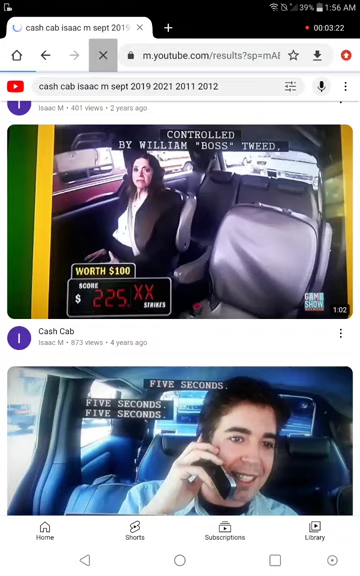 39% 1:56 AM
cash cab isaac m sept 2019
00:03:22
m.youtube.com/results?sp=mAE
cash cab isaac m sept 2019 2021 2011 2012
Isaac M • 401 views • 2 years ago
CONTROLLED
BY WILLIAM "BOSS" TWEED,
WORTH $100
SCORE
$ 225 XX
STRIKES
GAME
SHOW
1:02
I
Cash Cab
Isaac M • 873 views • 4 years ago
FIVE SECONDS.
FIVE SECONDS.
FIVE SECONDS.
Home
Shorts
Subscriptions
Library